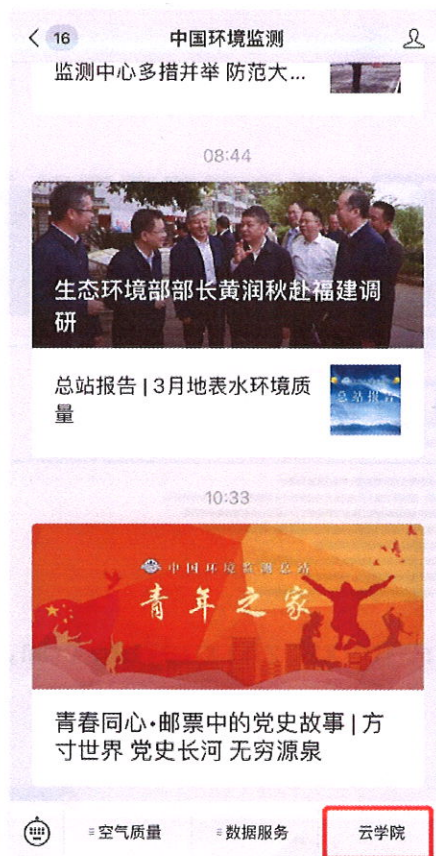 16
中国环境监测
监测中心多措并举 防范大...
08:44
生态环境部部长黄润秋赴福建调
研
总站报告 | 3月地表水环境质
量
总站报告
10:33
中国环境监测总站
青年之家
青春同心·邮票中的党史故事 | 方
寸世界 党史长河 无穷源泉
空气质量
数据服务
云学院